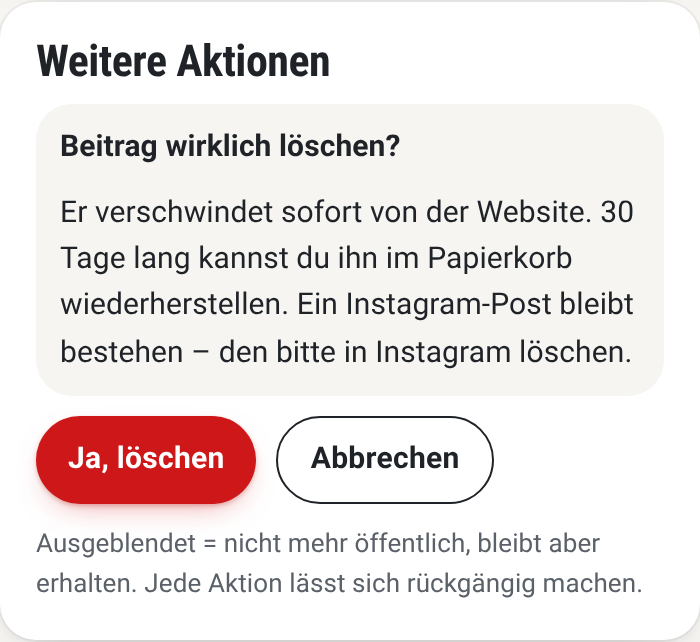 Weitere Aktionen
Beitrag wirklich löschen?
Er verschwindet sofort von der Website. 30
Tage lang kannst du ihn im Papierkorb
wiederherstellen. Ein Instagram-Post bleibt
bestehen – den bitte in Instagram löschen.
Ja, löschen
Abbrechen
Ausgeblendet = nicht mehr öffentlich, bleibt aber
erhalten. Jede Aktion lässt sich rückgängig machen.